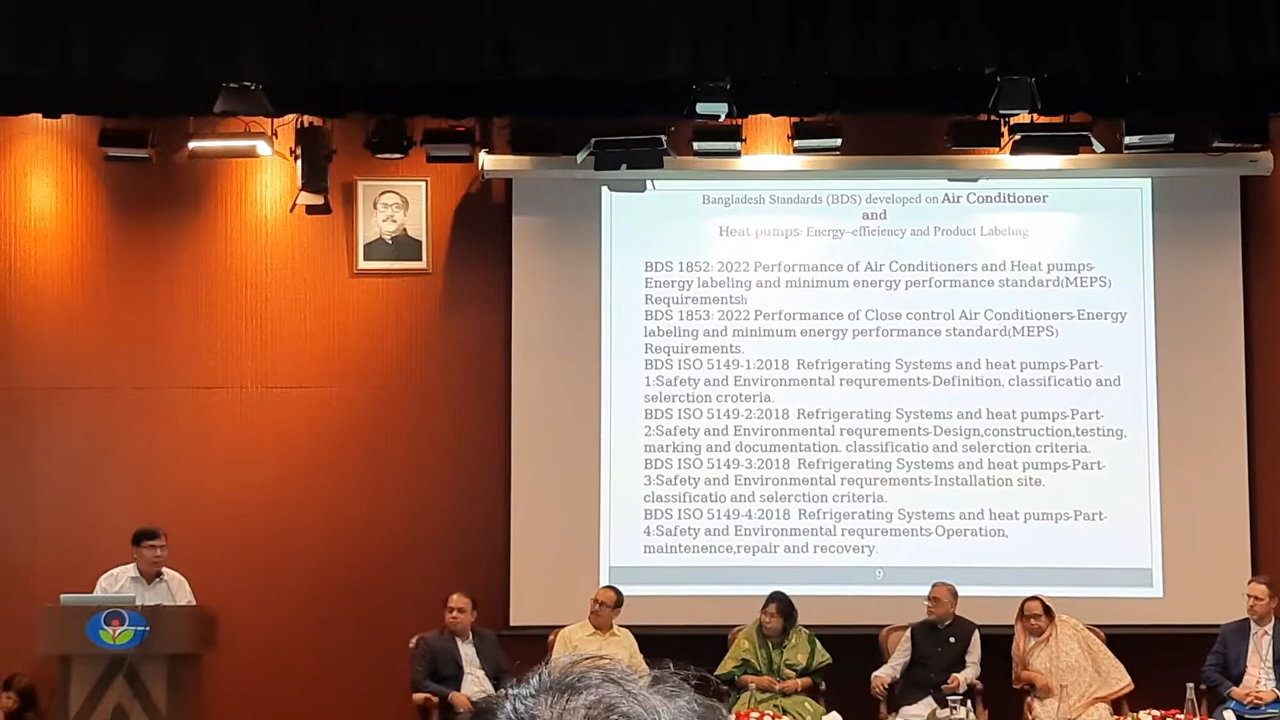 Bangladesh Standards (BDS) developed on Air Conditioner
and
Heat pumps: Energy-efficiency and Product Labeling
BDS 1852: 2022 Performance of Air Conditioners and Heat pumps-
Energy labeling and minimum energy performance standard(MEPS)
Requirementsh
BDS 1853: 2022 Performance of Close control Air Conditioners-Energy
labeling and minimum energy performance standard(MEPS)
Requirements.
BDS ISO 5149-1:2018 Refrigerating Systems and heat pumps-Part-
1:Safety and Environmental requrements-Definition, classificatio and
selerction croteria.
BDS ISO 5149-2:2018 Refrigerating Systems and heat pumps-Part-
2:Safety and Environmental requrements-Design,construction,testing,
marking and documentation. classificatio and selerction criteria.
BDS ISO 5149-3:2018 Refrigerating Systems and heat pumps-Part-
3:Safety and Environmental requrements-Installation site.
classificatio and selerction criteria.
BDS ISO 5149-4:2018 Refrigerating Systems and heat pumps-Part-
4:Safety and Environmental requrements-Operation,
maintenence,repair and recovery.
9